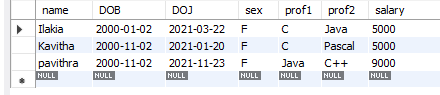 name DOB DOJ sex prof1 prof2 salary
Ilakia 2000-01-02 2021-03-22 F C Java 5000
Kavitha 2000-11-02 2021-01-20 F C Pascal 5000
pavithra 2000-11-02 2021-11-23 F Java C++ 9000
NULL NULL NULL NULL NULL NULL NULL